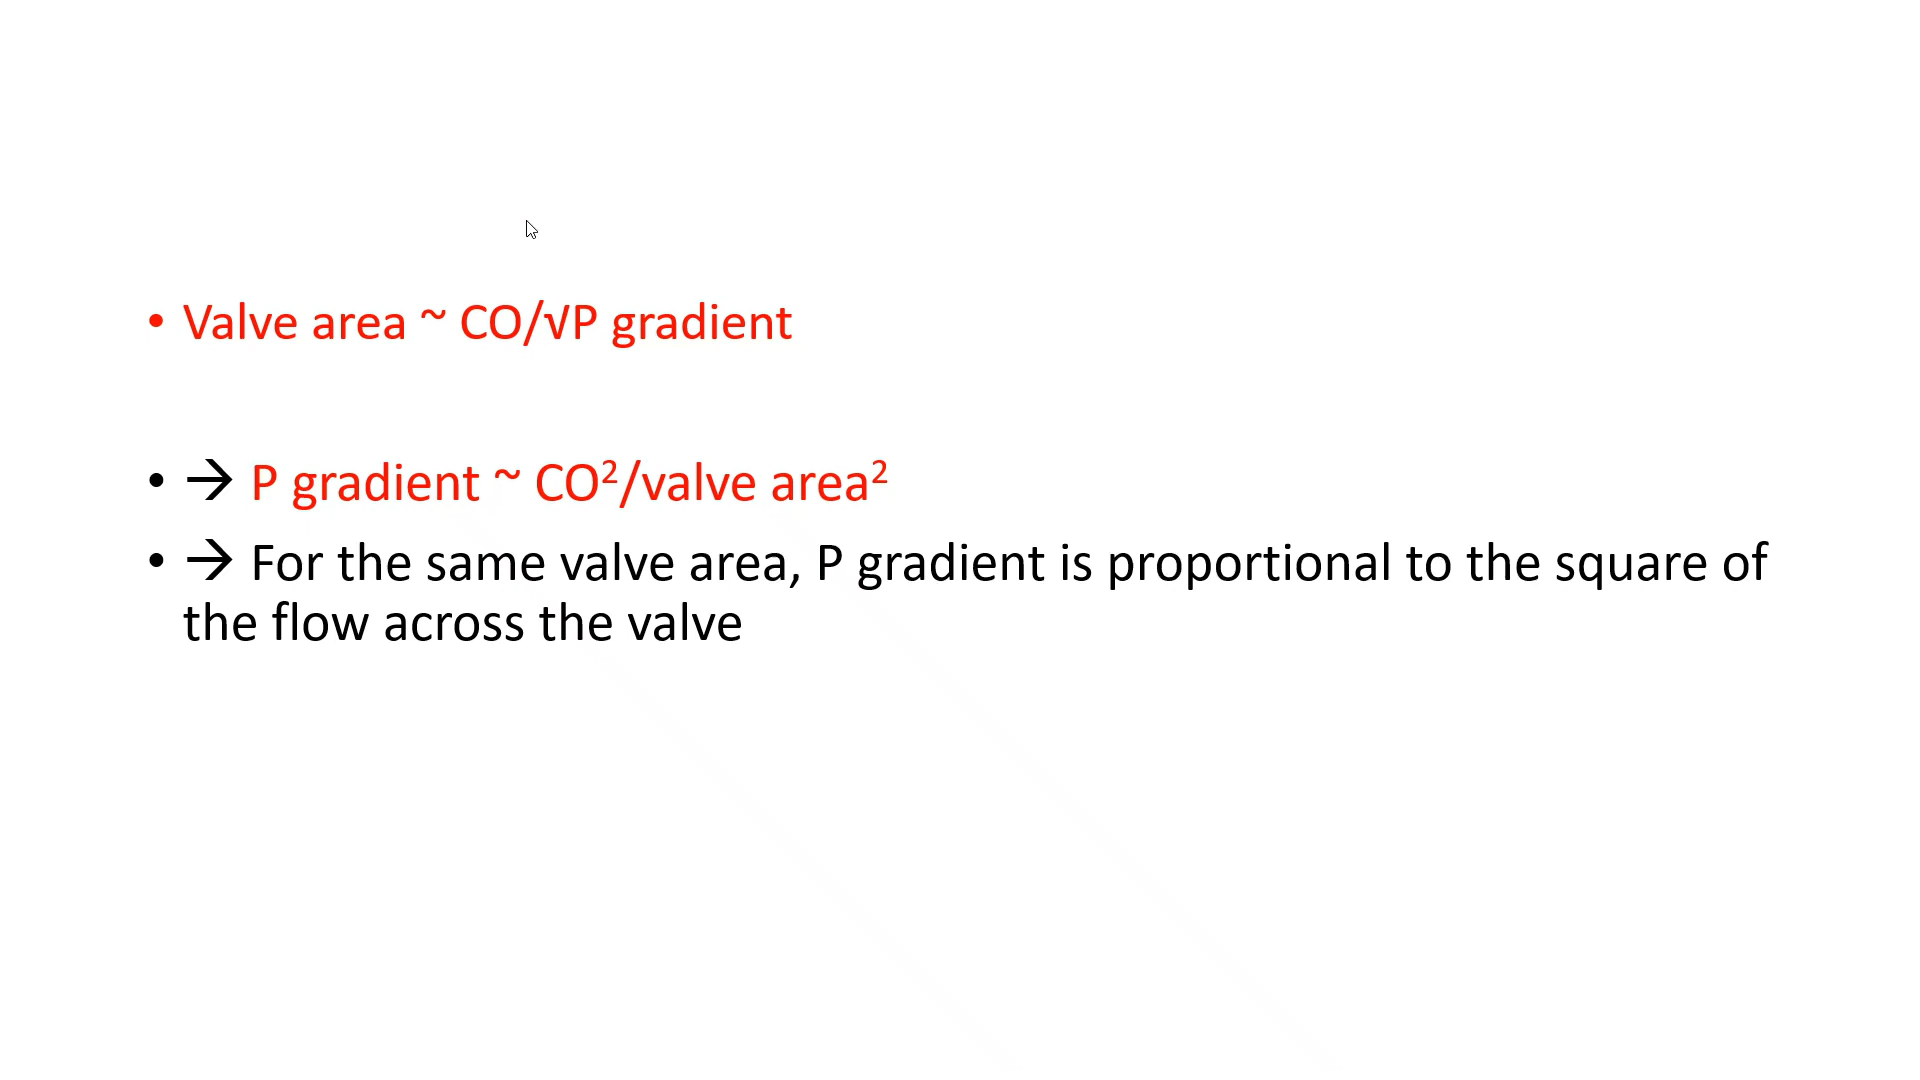 • Valve area ~ CO/√P gradient
• → P gradient ~ CO²/valve area²
• → For the same valve area, P gradient is proportional to the square of
the flow across the valve